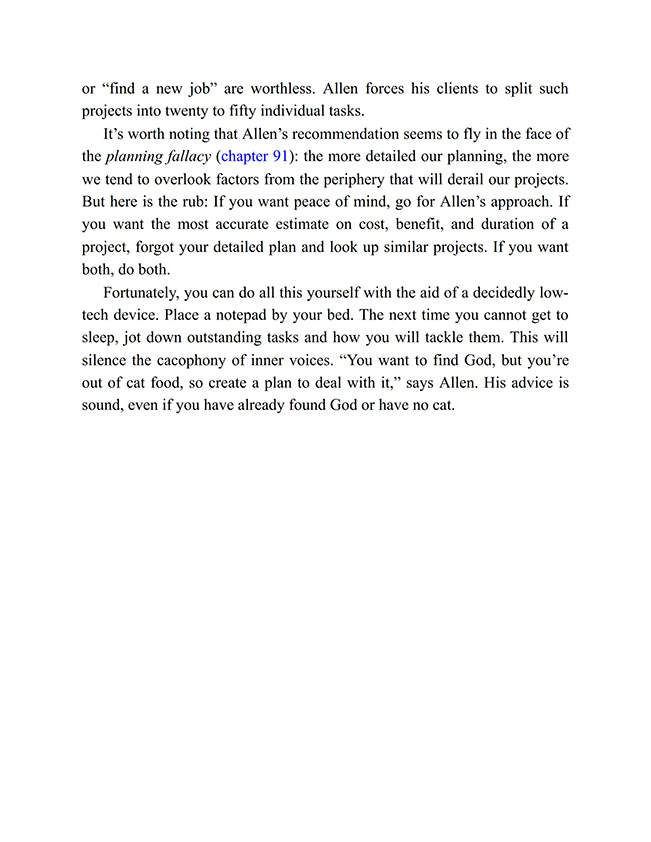 or “find a new job” are worthless. Allen forces his clients to split such
projects into twenty to fifty individual tasks.
It’s worth noting that Allen’s recommendation seems to fly in the face of
the planning fallacy (chapter 91): the more detailed our planning, the more
we tend to overlook factors from the periphery that will derail our projects.
But here is the rub: If you want peace of mind, go for Allen’s approach. If
you want the most accurate estimate on cost, benefit, and duration of a
project, forgot your detailed plan and look up similar projects. If you want
both, do both.
Fortunately, you can do all this yourself with the aid of a decidedly low-
tech device. Place a notepad by your bed. The next time you cannot get to
sleep, jot down outstanding tasks and how you will tackle them. This will
silence the cacophony of inner voices. “You want to find God, but you’re
out of cat food, so create a plan to deal with it,” says Allen. His advice is
sound, even if you have already found God or have no cat.